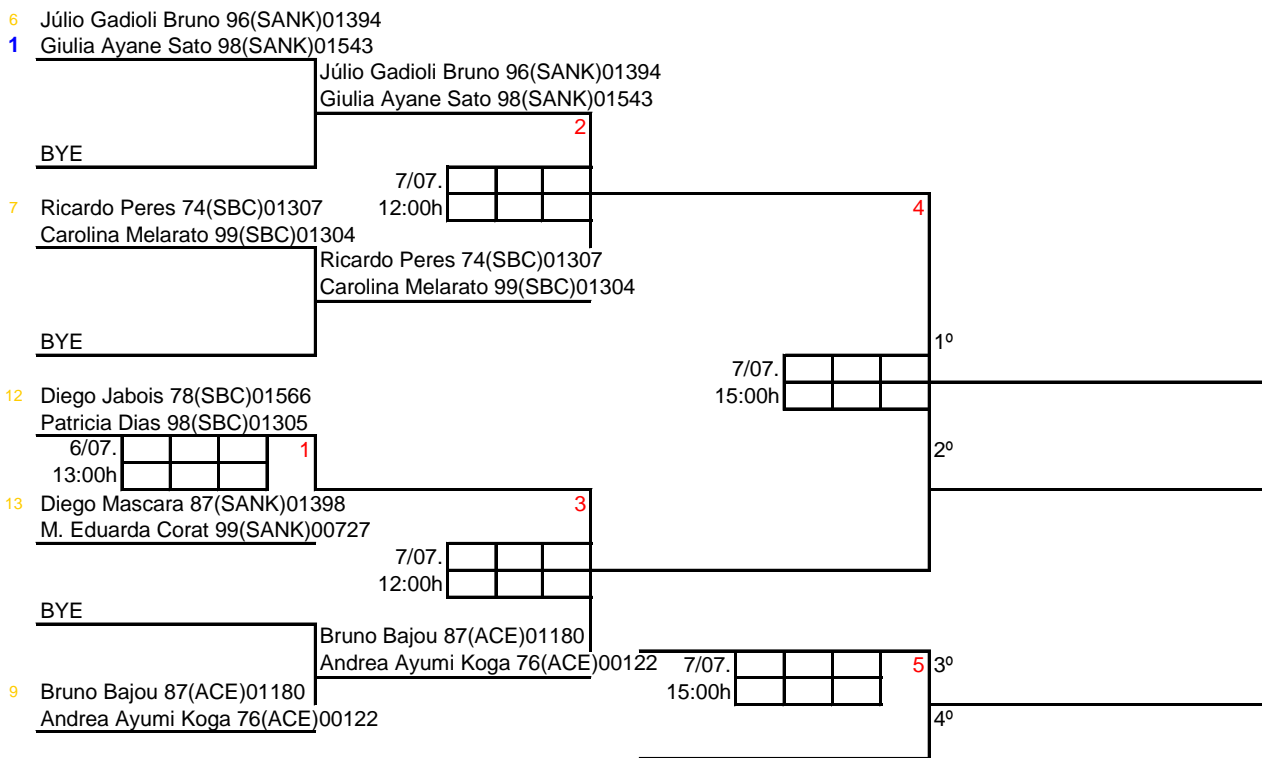 6 Júlio Gadioli Bruno 96(SANK)01394
1 Giulia Ayane Sato 98(SANK)01543
Júlio Gadioli Bruno 96(SANK)01394
Giulia Ayane Sato 98(SANK)01543
2
BYE
7/07.
12:00h
7 Ricardo Peres 74(SBC)01307
4
Carolina Melarato 99(SBC)01304
Ricardo Peres 74(SBC)01307
Carolina Melarato 99(SBC)01304
BYE
1º
7/07.
15:00h
12 Diego Jabois 78(SBC)01566
Patricia Dias 98(SBC)01305
6/07.
13:00h
1
2º
13 Diego Mascara 87(SANK)01398
3
M. Eduarda Corat 99(SANK)00727
7/07.
12:00h
BYE
Bruno Bajou 87(ACE)01180
Andrea Ayumi Koga 76(ACE)00122
7/07.
15:00h
5
3º
9 Bruno Bajou 87(ACE)01180
Andrea Ayumi Koga 76(ACE)00122
4º